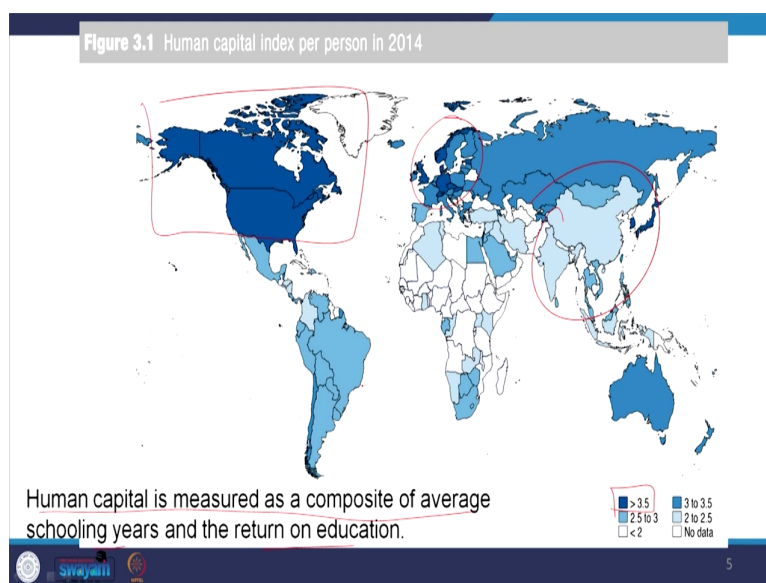 Figure 3.1 Human capital index per person in 2014
Human capital is measured as a composite of average
schooling years and the return on education.
> 3.5
3 to 3.5
2.5 to 3
2 to 2.5
< 2
No data
swayam
5